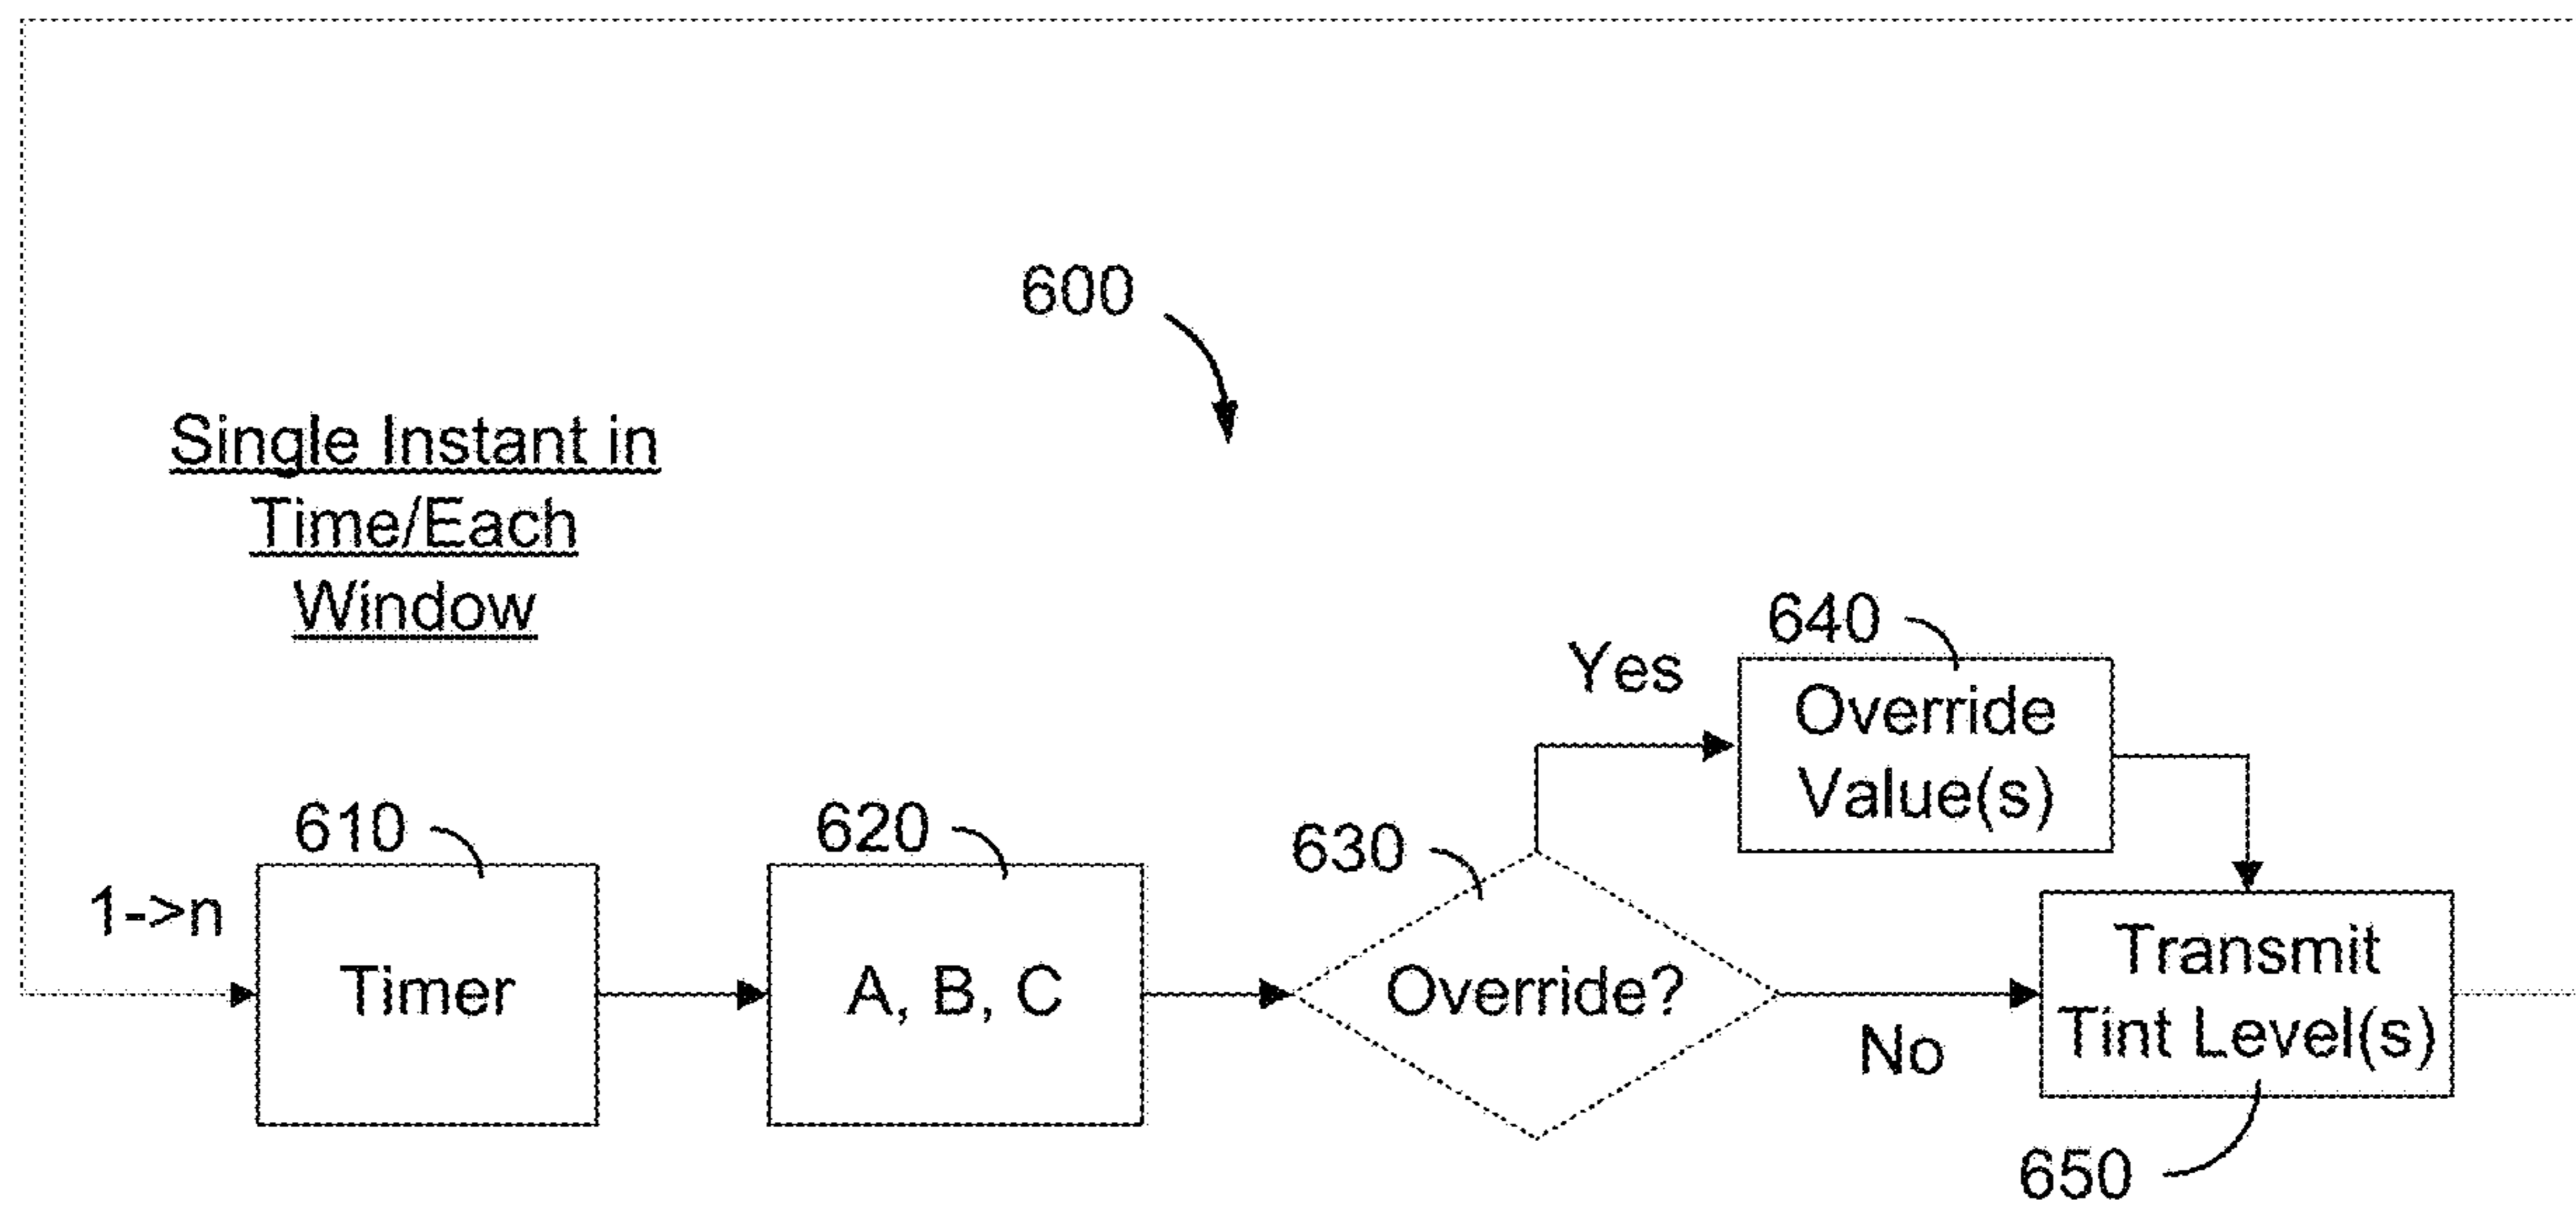 600
Single Instant in
Time/Each
Window
640
Yes
Override
Value(s)
610
620
630
1->n
Timer
A, B, C
Override?
No
Transmit
Tint Level(s)
650